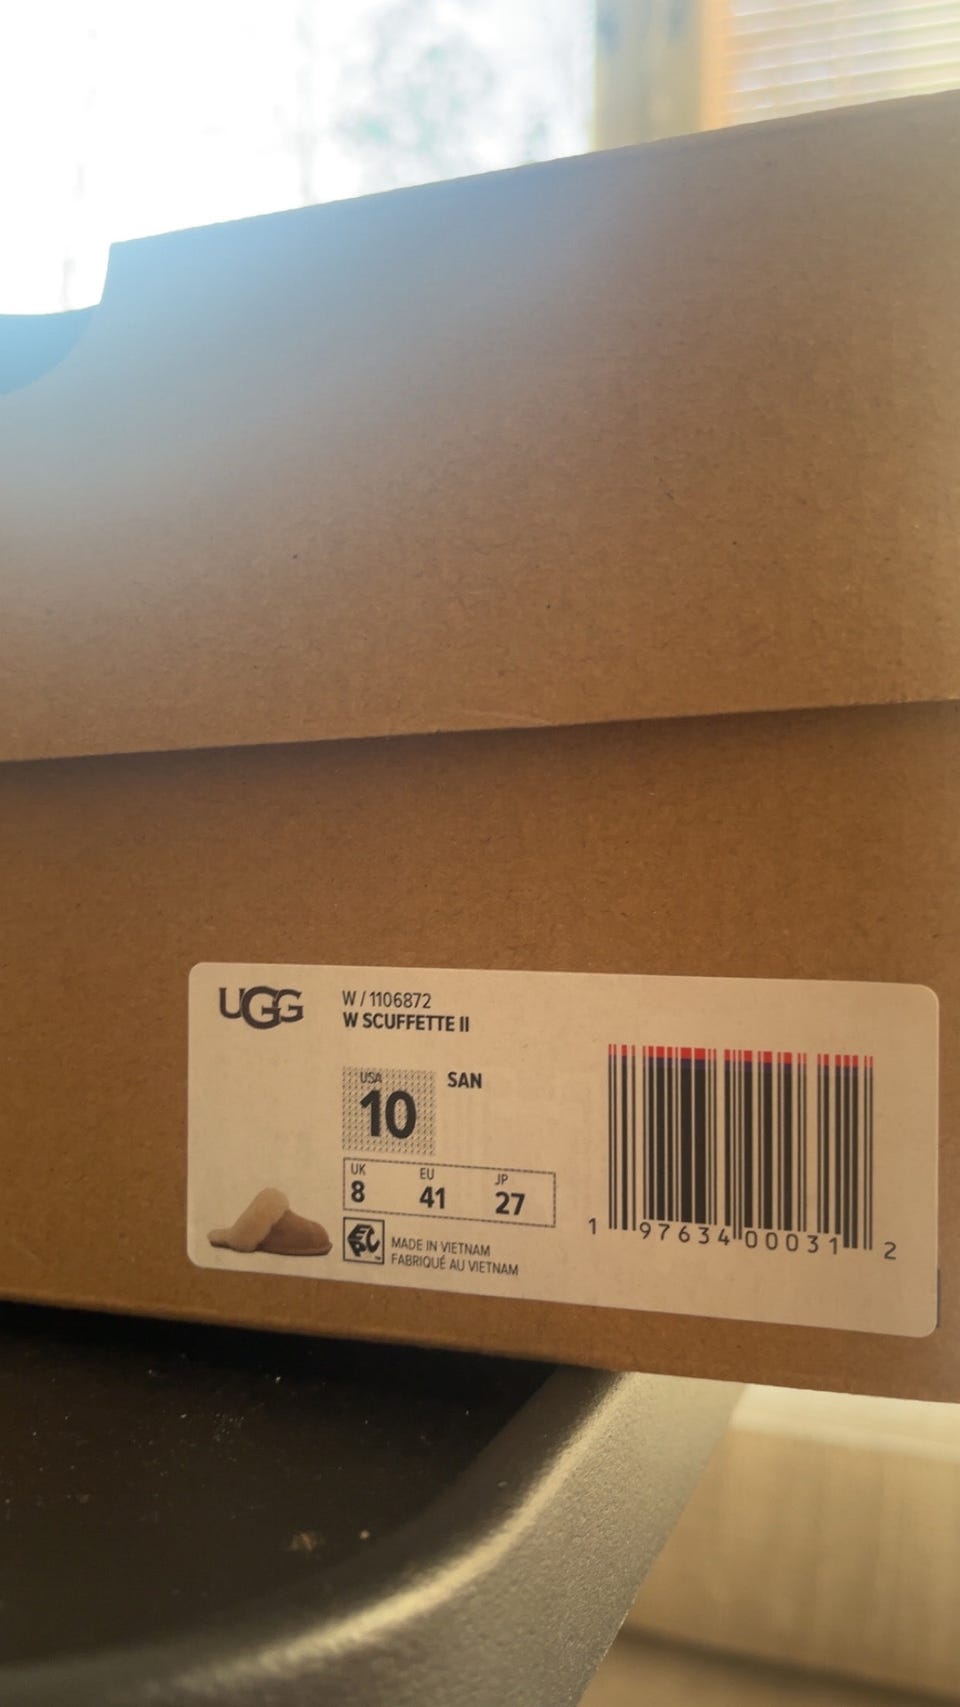 UGG
W / 1106872
W SCUFFETTE II
USA
10
SAN
UK EU JP
8 41 27
MADE IN VIETNAM
FABRIQUÉ AU VIETNAM
1 97634 00031 2